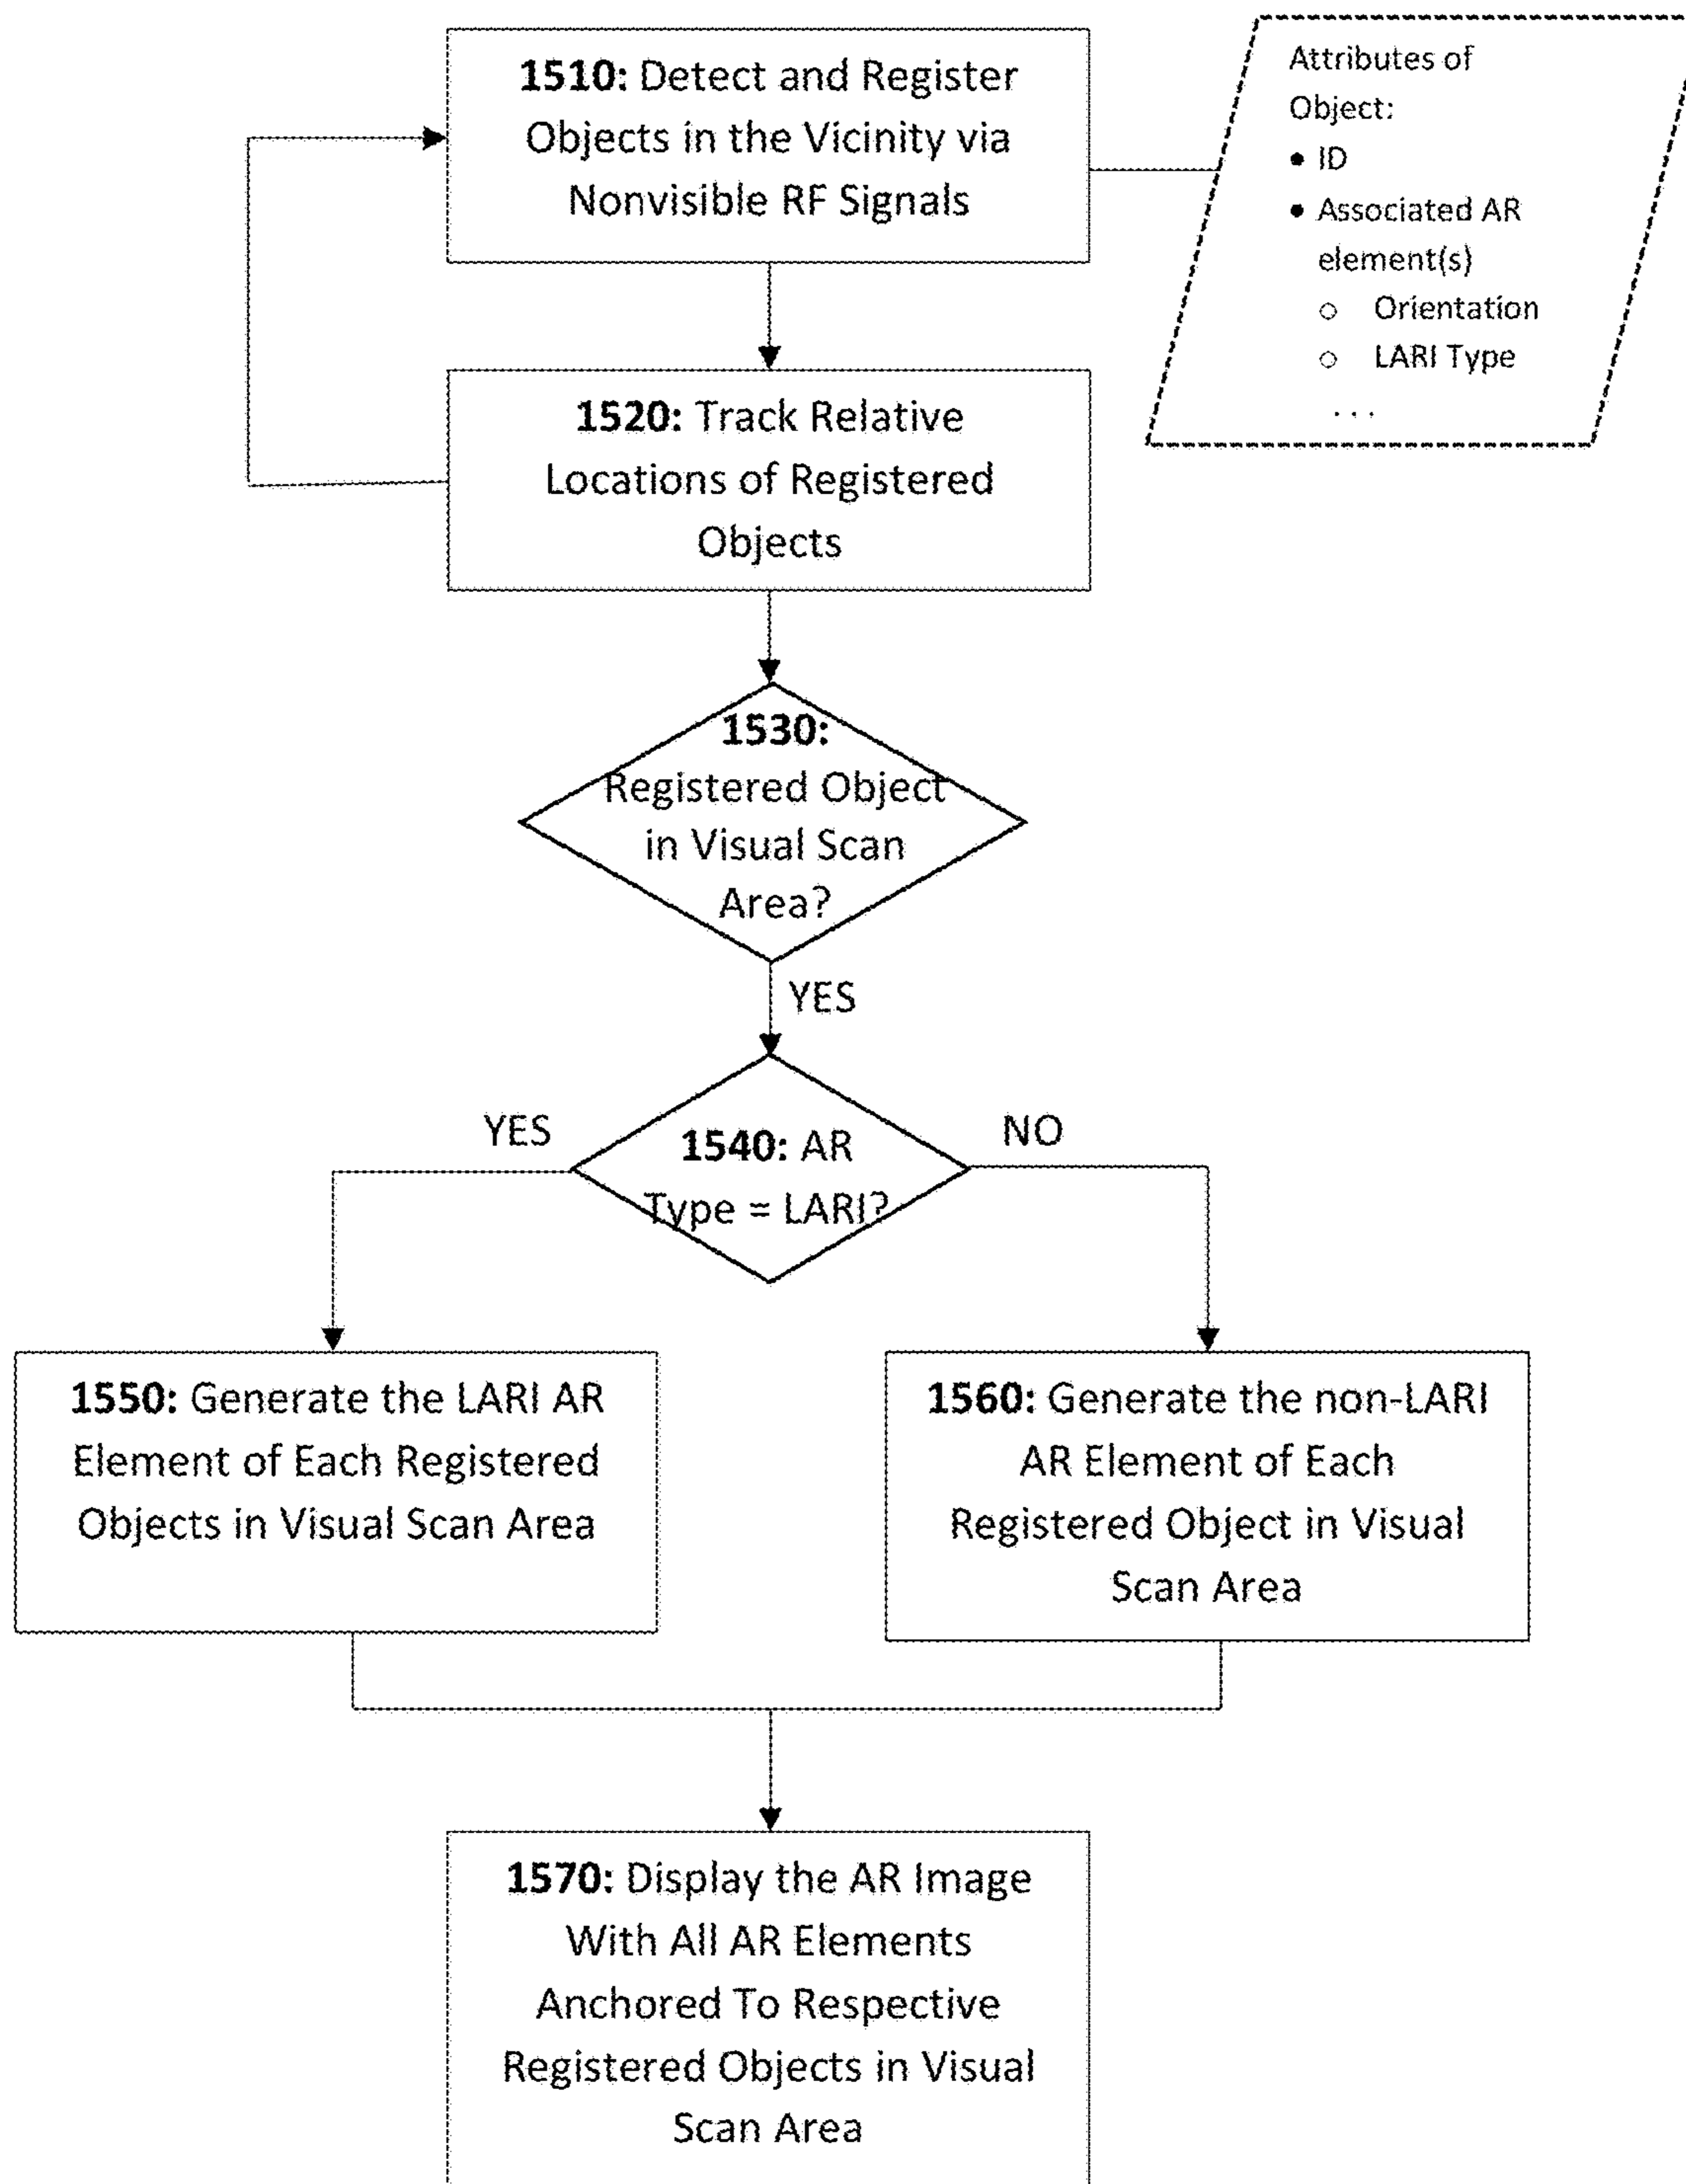 1510: Detect and Register
Objects in the Vicinity via
Nonvisible RF Signals
Attributes of
Object:
• ID
• Associated AR
element(s)
○ Orientation
○ LARI Type
. . .
1520: Track Relative
Locations of Registered
Objects
1530:
Registered Object
in Visual Scan
Area?
YES
YES
1540: AR
Type = LARI?
NO
1550: Generate the LARI AR
Element of Each Registered
Objects in Visual Scan Area
1560: Generate the non-LARI
AR Element of Each
Registered Object in Visual
Scan Area
1570: Display the AR Image
With All AR Elements
Anchored To Respective
Registered Objects in Visual
Scan Area